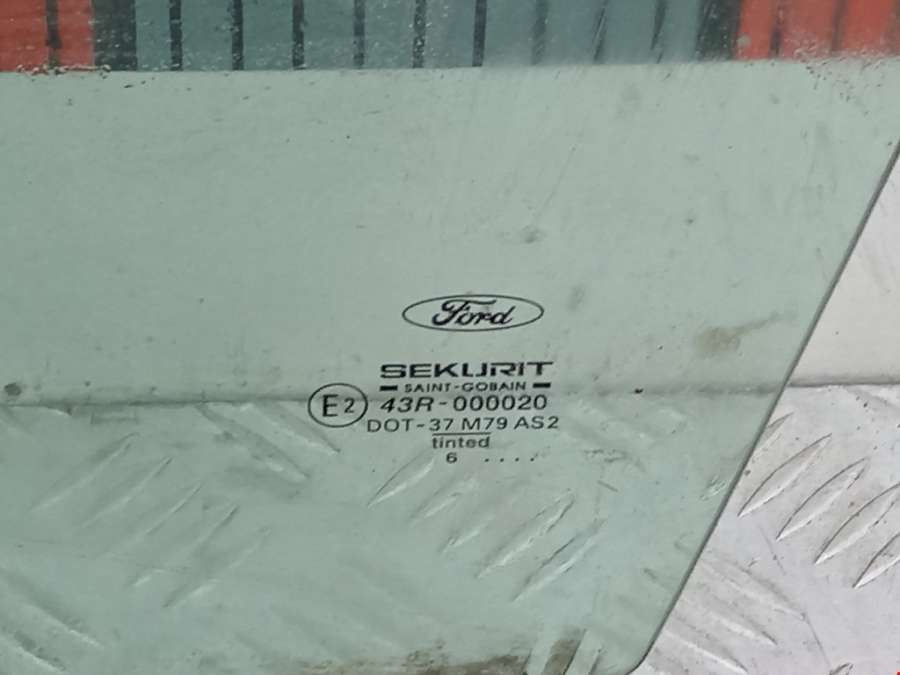 Ford
SEKURIT
SAINT-GOBAIN
E2 43R-000020
DOT-37 M79 AS2
tinted
6 ....